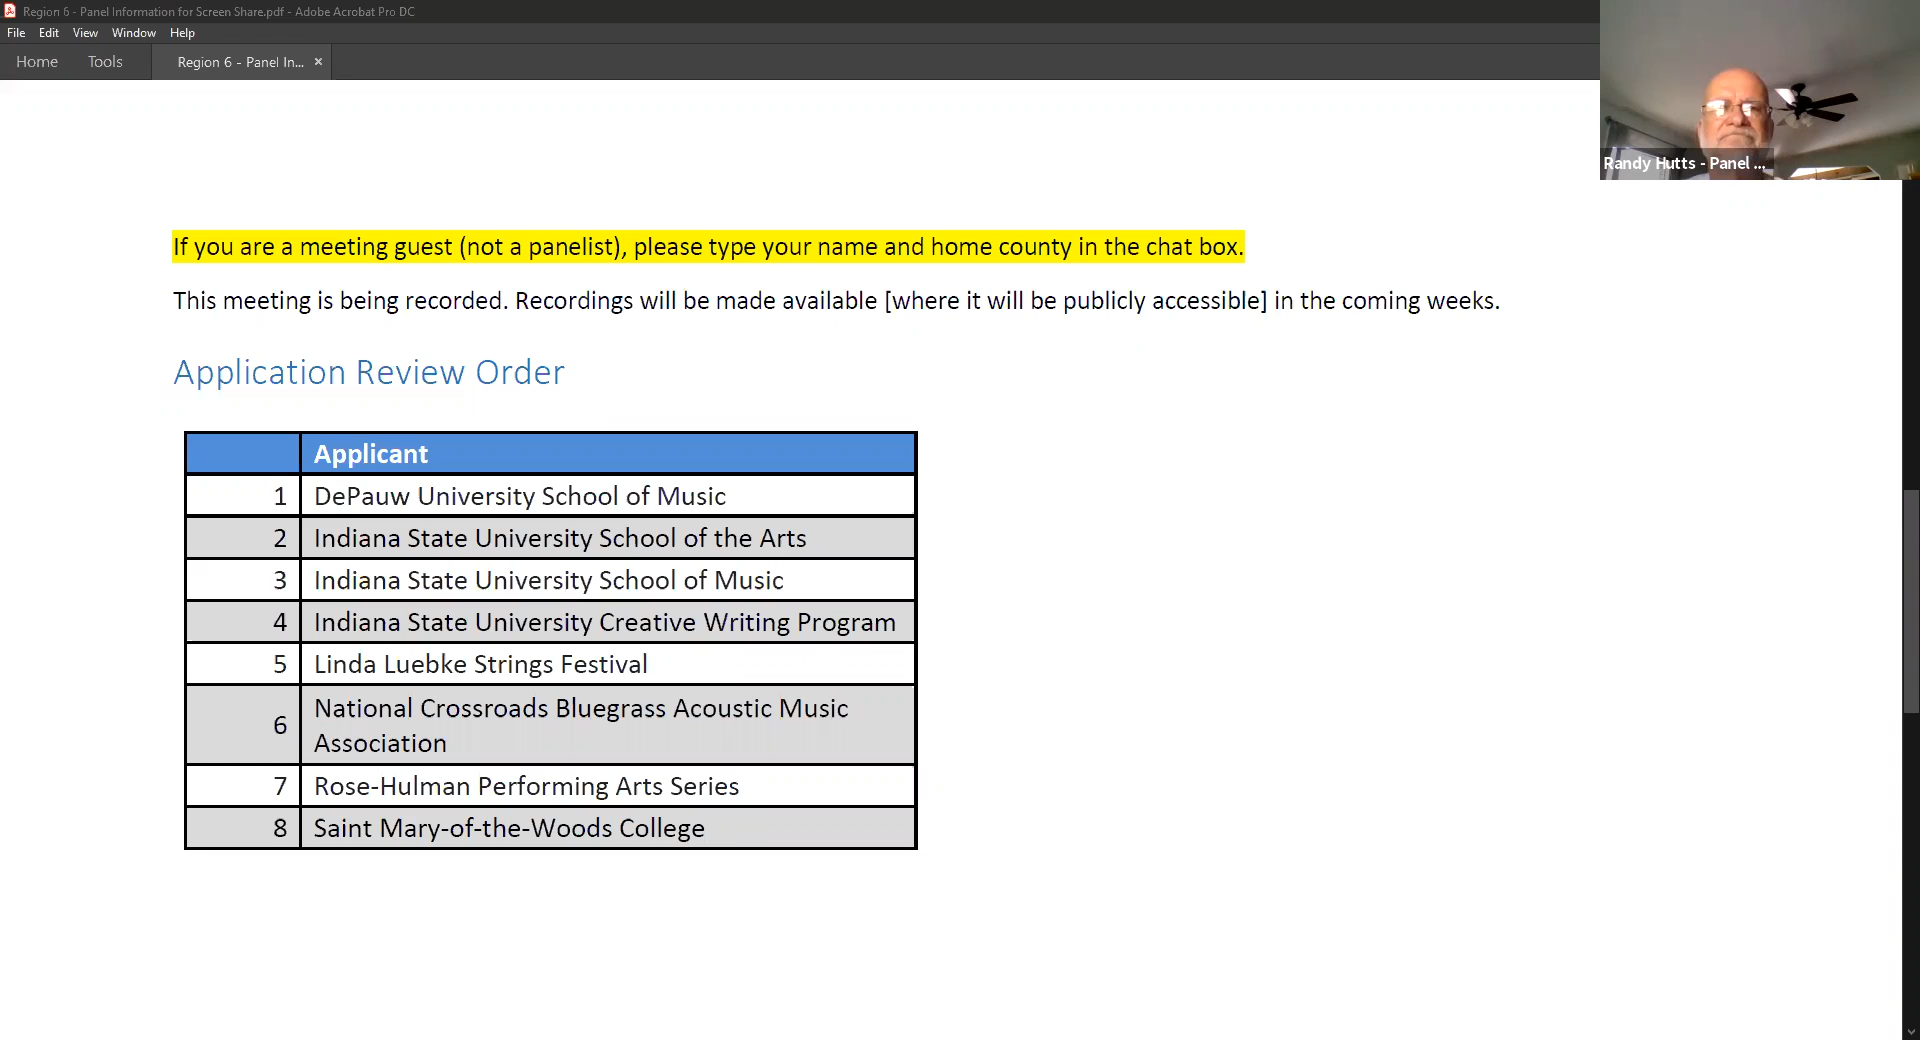 Region 6 - Panel Information for Screen Share.pdf - Adobe Acrobat Pro DC
File Edit View Window Help
Home Tools Region 6 - Panel In... ×
Randy Hutts - Panel ...
If you are a meeting guest (not a panelist), please type your name and home county in the chat box.
This meeting is being recorded. Recordings will be made available [where it will be publicly accessible] in the coming weeks.
Application Review Order
Applicant
1 DePauw University School of Music
2 Indiana State University School of the Arts
3 Indiana State University School of Music
4 Indiana State University Creative Writing Program
5 Linda Luebke Strings Festival
6 National Crossroads Bluegrass Acoustic Music
Association
7 Rose-Hulman Performing Arts Series
8 Saint Mary-of-the-Woods College